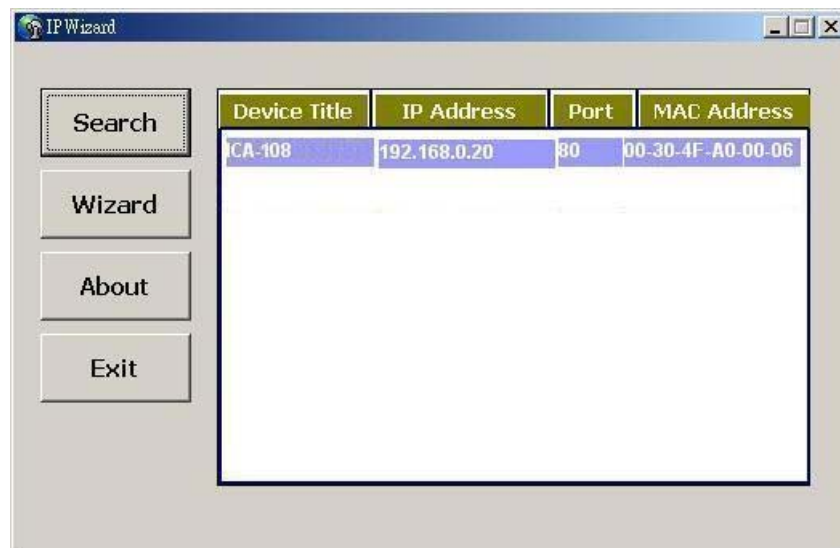 IP Wizard
Search
Wizard
About
Exit
Device Title IP Address Port MAC Address
ICA-108 192.168.0.20 80 00-30-4F-A0-00-06